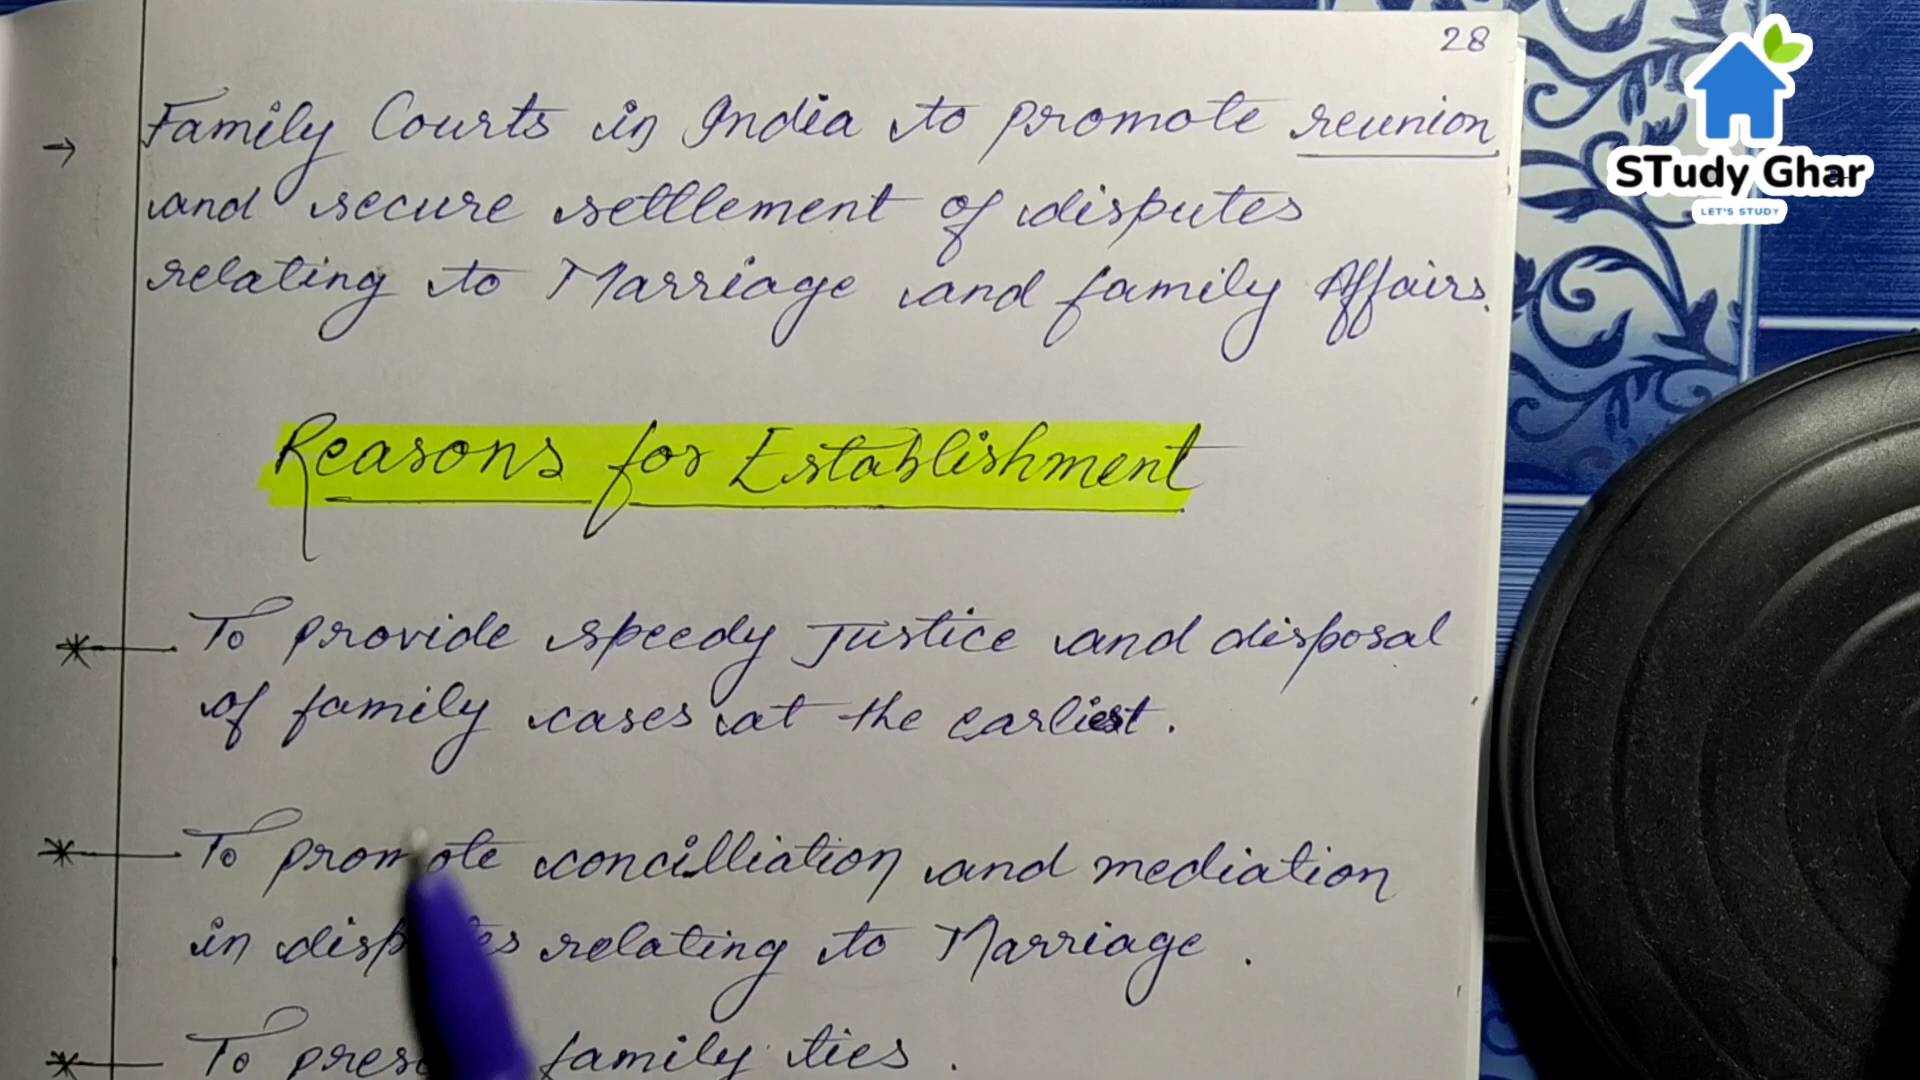 28
→ Family Courts in India to promote reunion
and secure settlement of disputes
relating to Marriage and family Affairs.
Reasons for Establishment
* To provide speedy Justice and disposal
of family cases at the earliest.
* To promote concilliation and mediation
in disputes relating to Marriage.
* To family ties.
STudy Ghar
LET'S STUDY